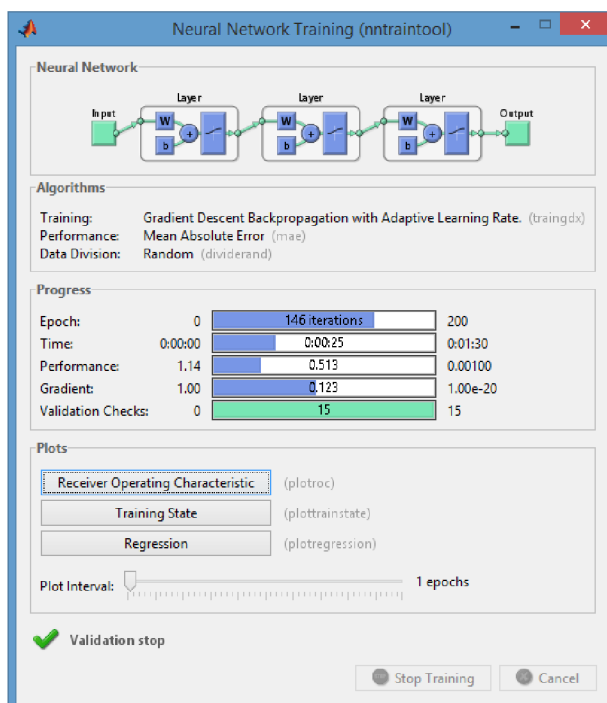 Neural Network Training (nntraintool)
Neural Network
Layer Layer Layer
Input Output
W W W
+ + +
b b b
Algorithms
Training: Gradient Descent Backpropagation with Adaptive Learning Rate. (traingdx)
Performance: Mean Absolute Error (mae)
Data Division: Random (dividerand)
Progress
Epoch: 0 146 iterations 200
Time: 0:00:00 0:00:25 0:01:30
Performance: 1.14 0.513 0.00100
Gradient: 1.00 0.123 1.00e-20
Validation Checks: 0 15 15
Plots
Receiver Operating Characteristic (plotroc)
Training State (plottrainstate)
Regression (plotregression)
Plot Interval: 1 epochs
Validation stop
Stop Training Cancel